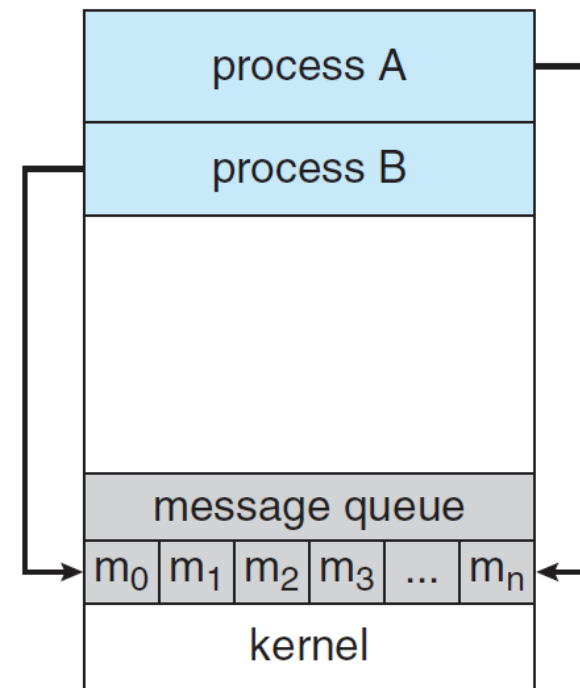 process A
process B
message queue
m₀ m₁ m₂ m₃ ... mₙ
kernel